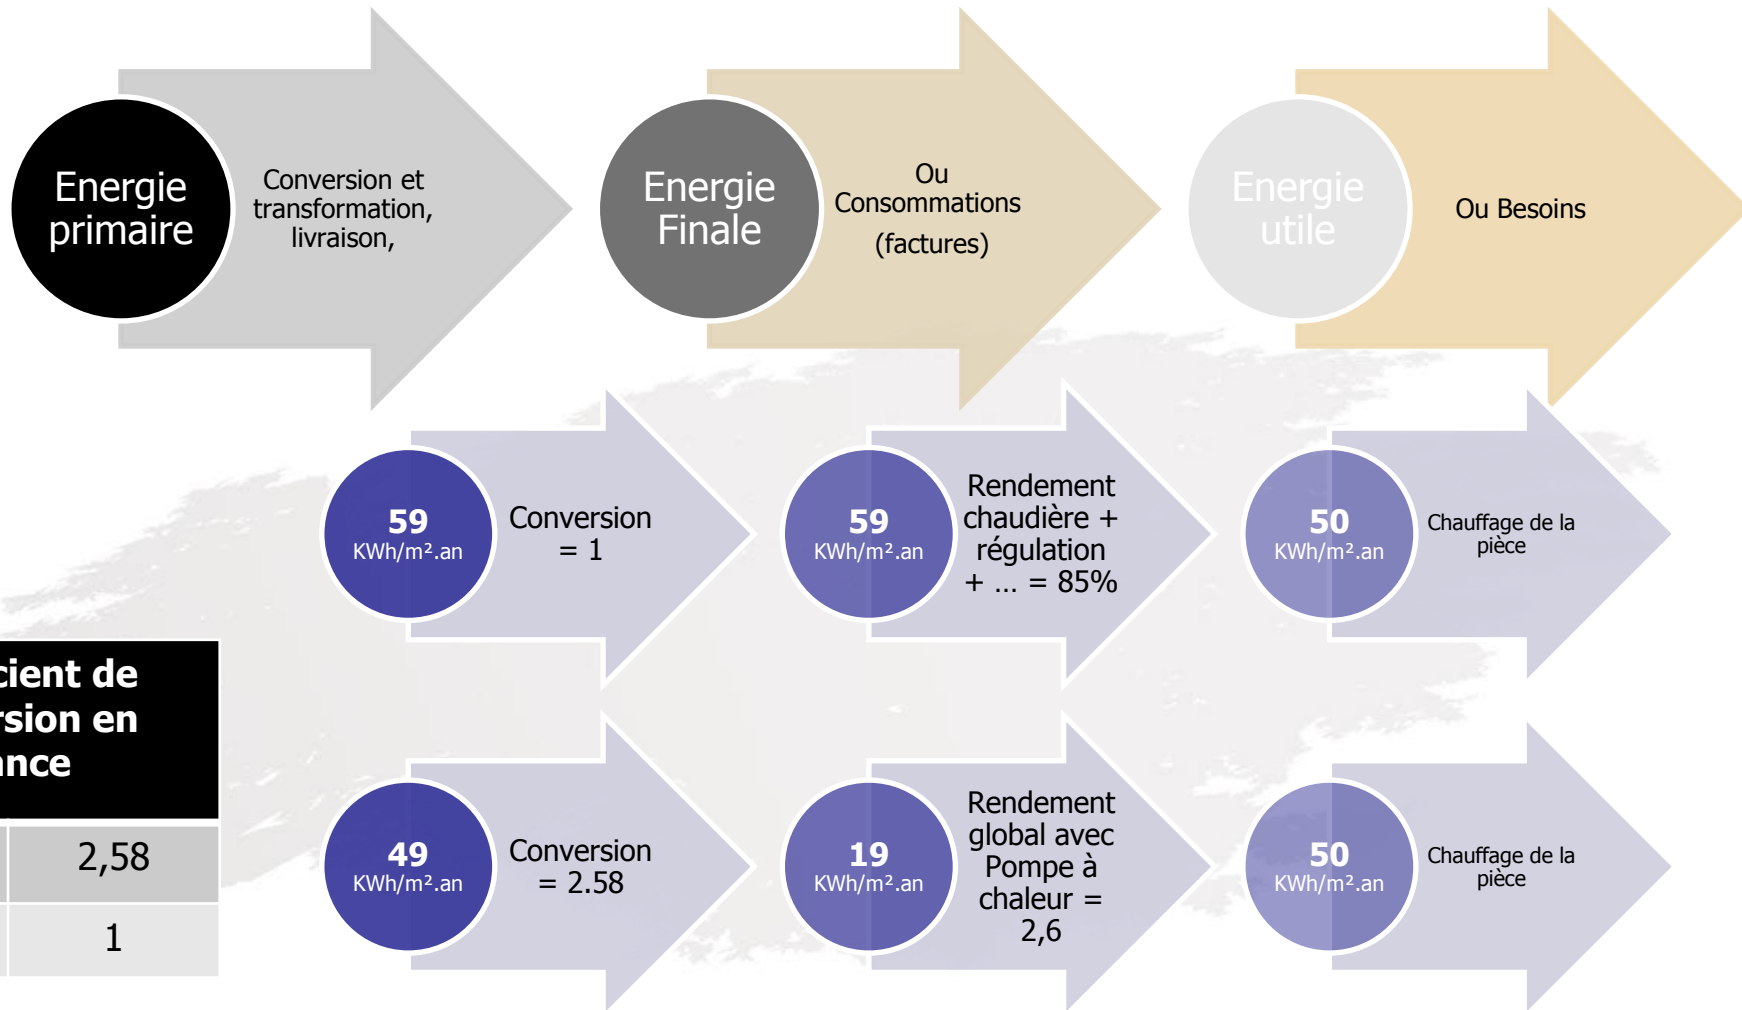 Energie
primaire
Conversion et
transformation,
livraison,
Energie
Finale
Ou
Consommations
(factures)
Energie
utile
Ou Besoins
59
KWh/m².an
Conversion
= 1
59
KWh/m².an
Rendement
chaudière +
régulation
+ ... = 85%
50
KWh/m².an
Chauffage de la
pièce
cient de
rsion en
ance
2,58
1
49
KWh/m².an
Conversion
= 2.58
19
KWh/m².an
Rendement
global avec
Pompe à
chaleur =
2,6
50
KWh/m².an
Chauffage de la
pièce